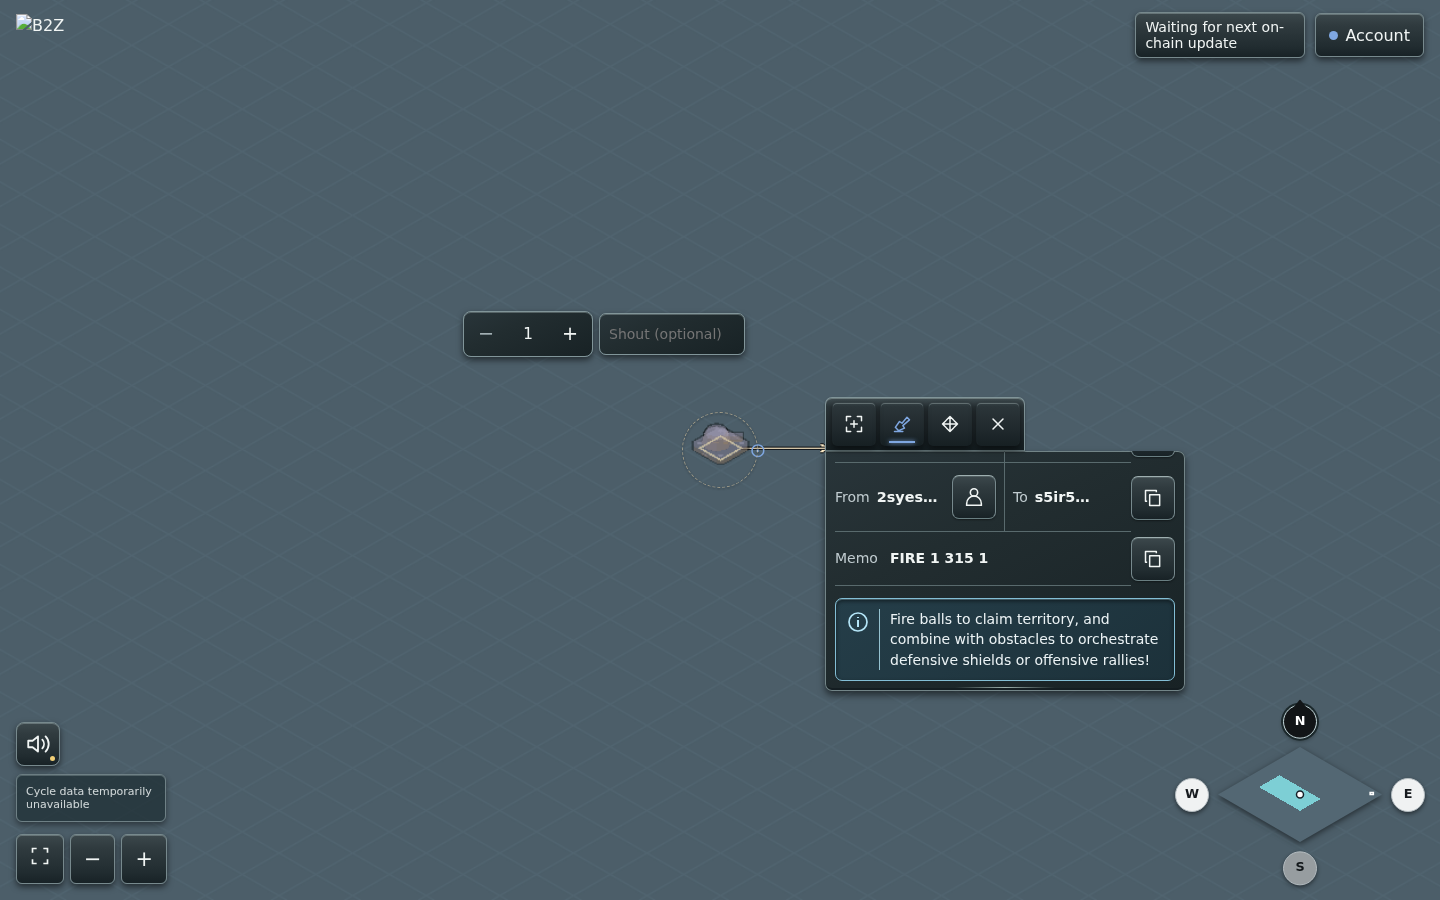 B2Z
Waiting for next on-
chain update
Account
1
Shout (optional)
From 2syes...
To s5ir5...
Memo FIRE 1 315 1
Fire balls to claim territory, and
combine with obstacles to orchestrate
defensive shields or offensive rallies!
Cycle data temporarily
unavailable
N
W
E
S